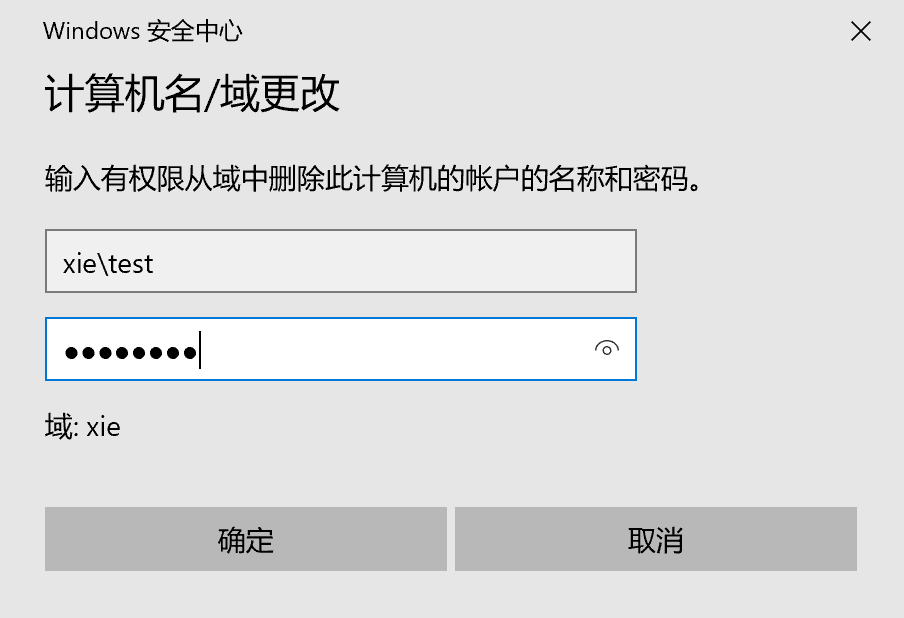 Windows 安全中心
计算机名/域更改
输入有权限从域中删除此计算机的帐户的名称和密码。
xie\test
●●●●●●●●
域: xie
确定
取消